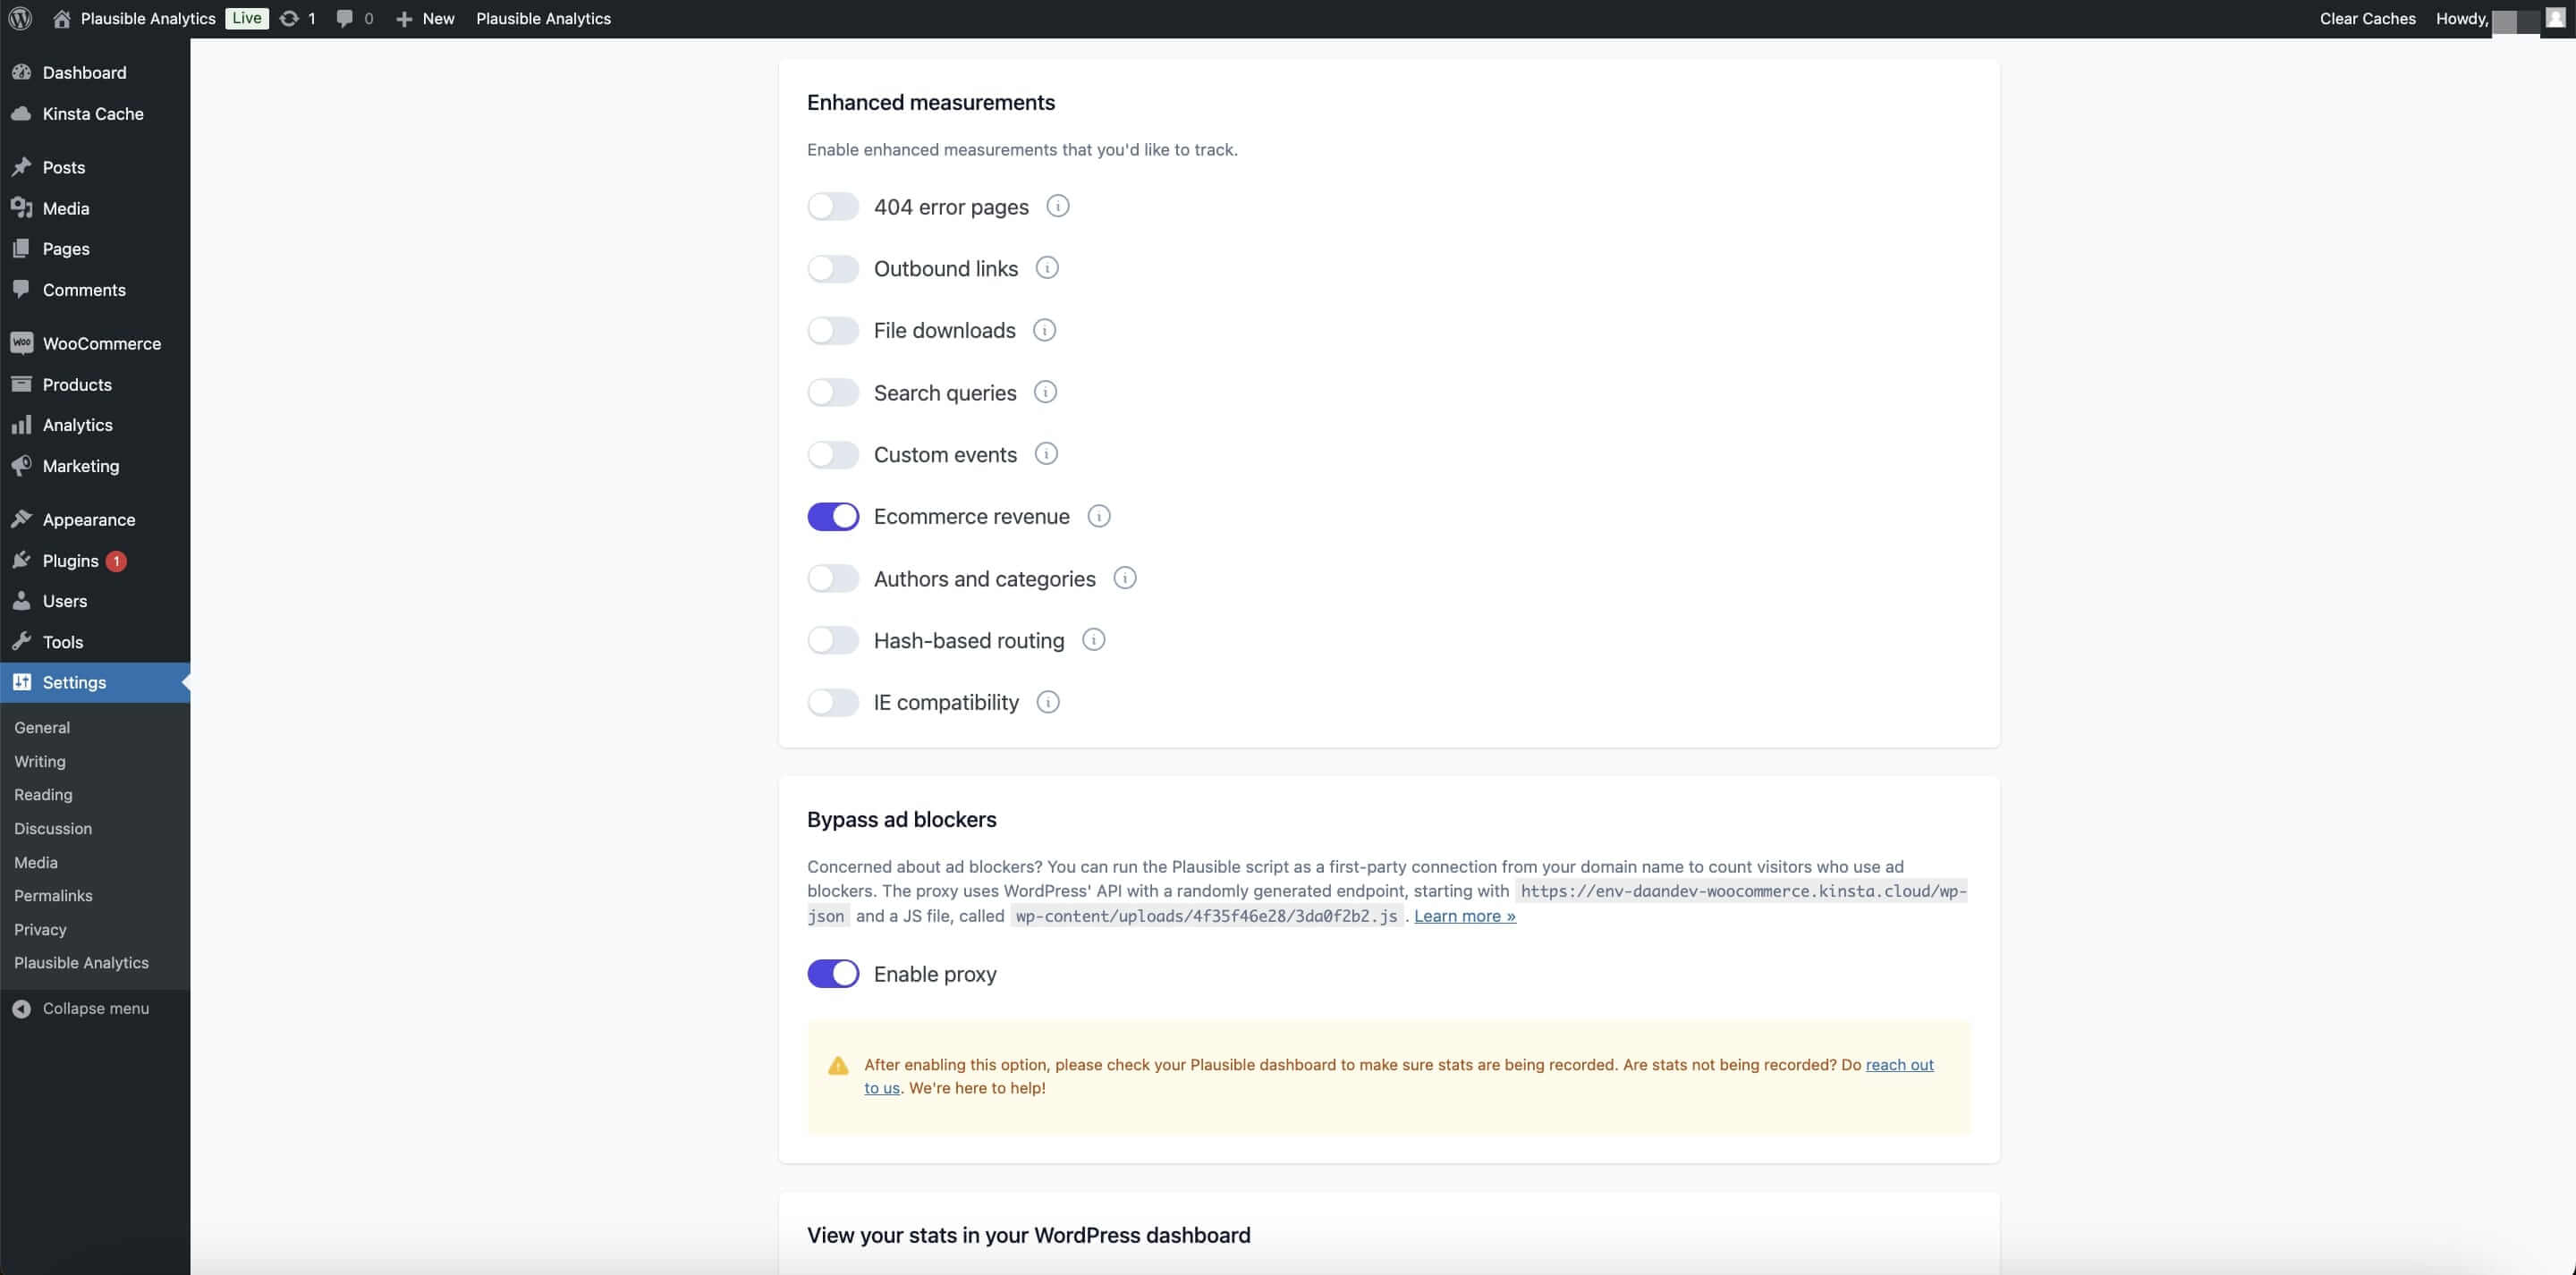 Plausible Analytics Live 1 0 New Plausible Analytics Clear Caches Howdy,
Dashboard
Kinsta Cache
Posts
Media
Pages
Comments
WooCommerce
Products
Analytics
Marketing
Appearance
Plugins 1
Users
Tools
Settings
General
Writing
Reading
Discussion
Media
Permalinks
Privacy
Plausible Analytics
Collapse menu
Enhanced measurements
Enable enhanced measurements that you'd like to track.
404 error pages
Outbound links
File downloads
Search queries
Custom events
Ecommerce revenue
Authors and categories
Hash-based routing
IE compatibility
Bypass ad blockers
Concerned about ad blockers? You can run the Plausible script as a first-party connection from your domain name to count visitors who use ad
blockers. The proxy uses WordPress' API with a randomly generated endpoint, starting with https://env-daandev-woocommerce.kinsta.cloud/wp-
json and a JS file, called wp-content/uploads/4f35f46e28/3da0f2b2.js . Learn more »
Enable proxy
After enabling this option, please check your Plausible dashboard to make sure stats are being recorded. Are stats not being recorded? Do reach out
to us. We're here to help!
View your stats in your WordPress dashboard